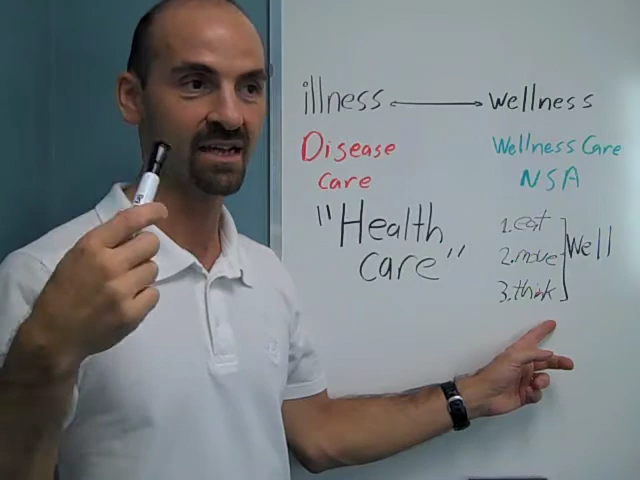 illness ↔ wellness
Disease
care
Wellness Care
NSA
"Health
care"
1. eat
2. move
3. think
Well